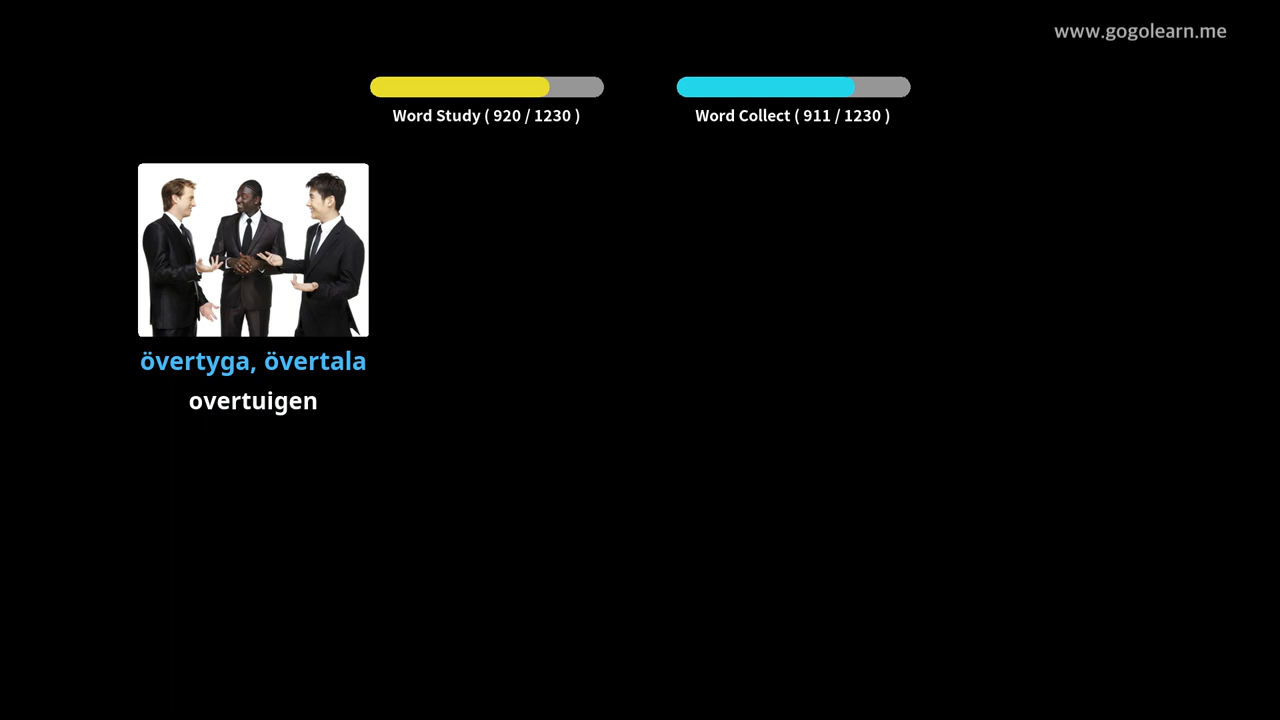 www.gogolearn.me
Word Study ( 920 / 1230 )
Word Collect ( 911 / 1230 )
övertyga, övertala
overtuigen